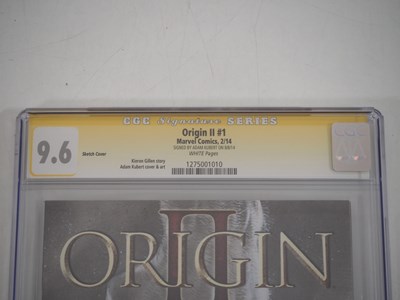 CGC Signature SERIES
Origin II #1
Marvel Comics, 2/14
9.6
WHITE Pages
Sketch Cover
Kieron Gillen story
Adam Kubert cover & art
1275001010
ORIGIN
II